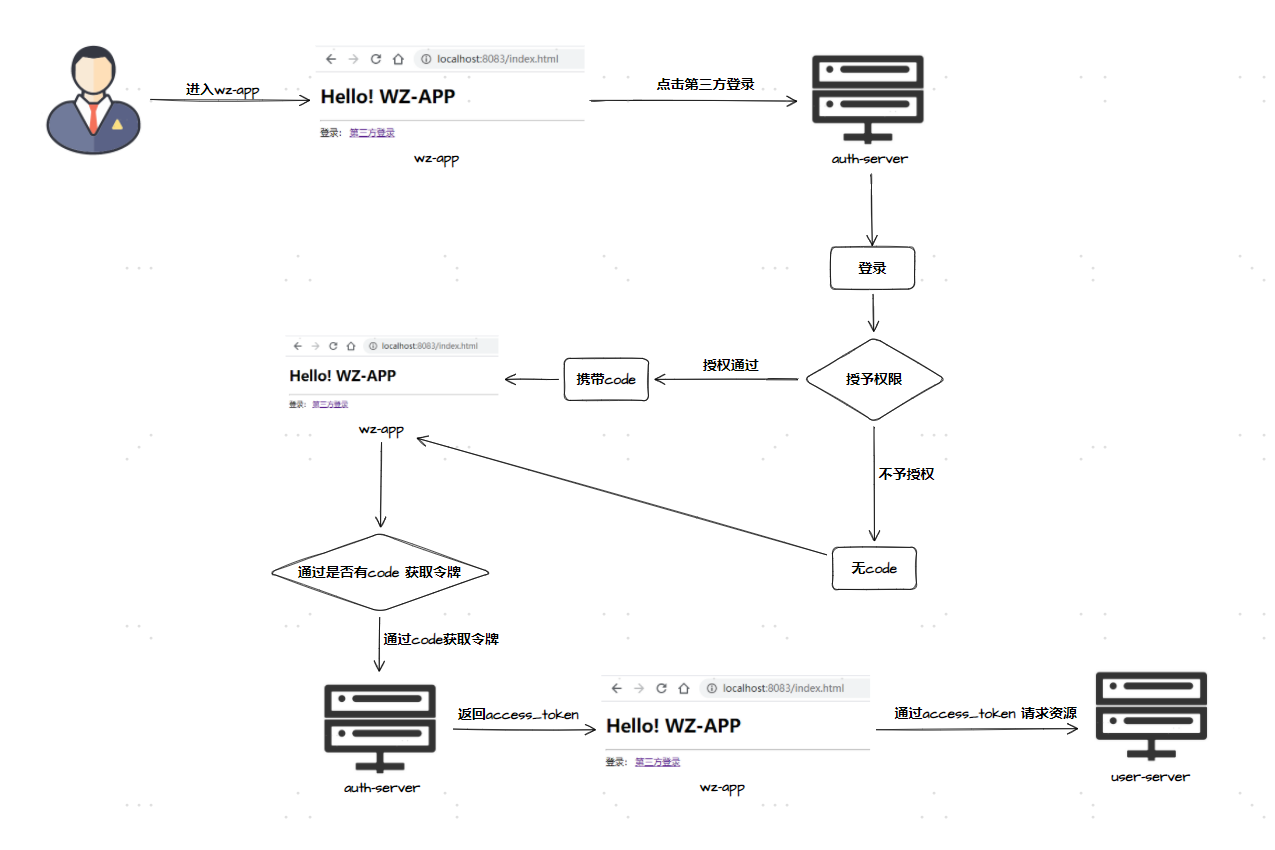 进入wz-app
localhost:8083/index.html
Hello! WZ-APP
登录： 第三方登录
wz-app
点击第三方登录
auth-server
登录
授予权限
授权通过
携带code
localhost:8083/index.html
Hello! WZ-APP
登录： 第三方登录
wz-app
不予授权
无code
通过是否有code 获取令牌
通过code获取令牌
auth-server
返回access_token
localhost:8083/index.html
Hello! WZ-APP
登录： 第三方登录
wz-app
通过access_token 请求资源
user-server